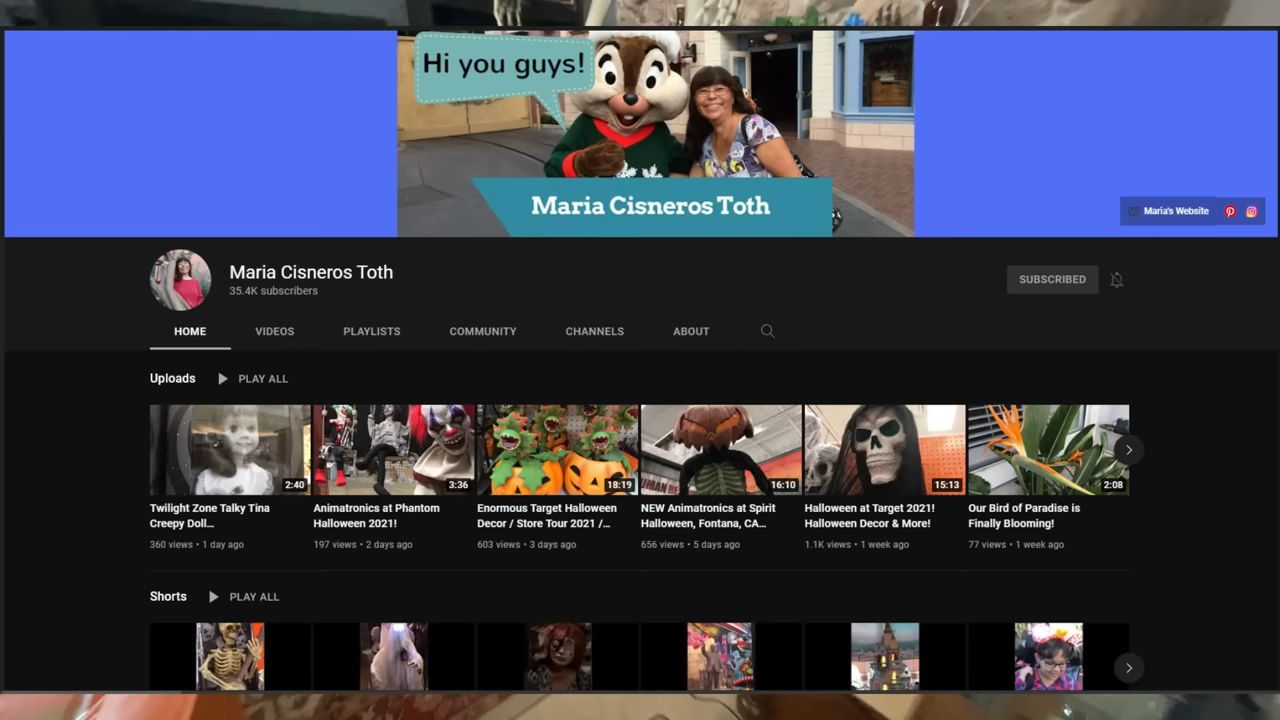 Hi you guys!
Maria Cisneros Toth
Maria's Website
Maria Cisneros Toth
35.4K subscribers
SUBSCRIBED
HOME VIDEOS PLAYLISTS COMMUNITY CHANNELS ABOUT
Uploads PLAY ALL
2:40 3:36 18:19 16:10 15:13 2:08
Twilight Zone Talky Tina
Creepy Doll...
360 views • 1 day ago
Animatronics at Phantom
Halloween 2021!
197 views • 2 days ago
Enormous Target Halloween
Decor / Store Tour 2021 /...
603 views • 3 days ago
NEW Animatronics at Spirit
Halloween, Fontana, CA...
656 views • 5 days ago
Halloween at Target 2021!
Halloween Decor & More!
1.1K views • 1 week ago
Our Bird of Paradise is
Finally Blooming!
77 views • 1 week ago
Shorts PLAY ALL